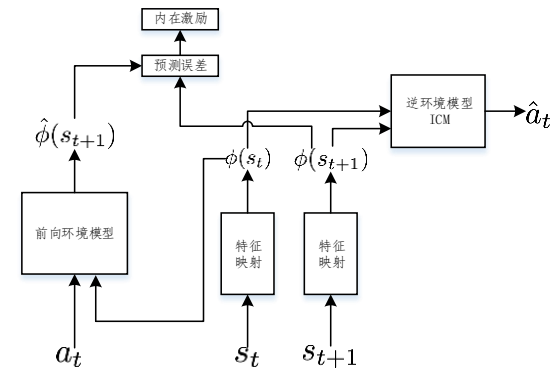 内在激励
预测误差
逆环境模型
ICM
$\hat{a}_t$
$\hat{\phi}(s_{t+1})$
$\phi(s_t)$
$\phi(s_{t+1})$
前向环境模型
特征
映射
特征
映射
$a_t$
$s_t$
$s_{t+1}$